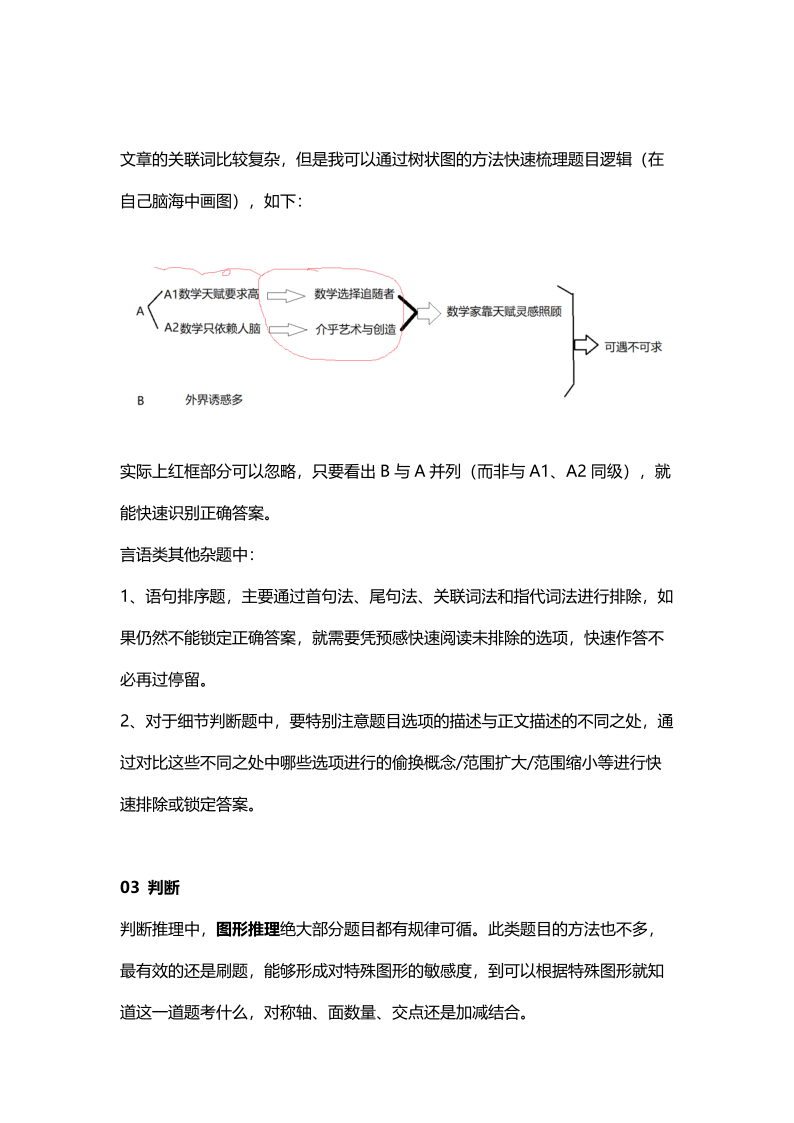 文章的关联词比较复杂，但是我可以通过树状图的方法快速梳理题目逻辑（在
自己脑海中画图），如下：
A1数学天赋要求高 数学选择追随者
A 数学家靠天赋灵感照顾
A2数学只依赖人脑 介乎艺术与创造
可遇不可求
B 外界诱惑多
实际上红框部分可以忽略，只要看出 B 与 A 并列（而非与 A1、A2 同级），就
能快速识别正确答案。
言语类其他杂题中：
1、语句排序题，主要通过首句法、尾句法、关联词法和指代词法进行排除，如
果仍然不能锁定正确答案，就需要凭预感快速阅读未排除的选项，快速作答不
必再过停留。
2、对于细节判断题中，要特别注意题目选项的描述与正文描述的不同之处，通
过对比这些不同之处中哪些选项进行的偷换概念/范围扩大/范围缩小等进行快
速排除或锁定答案。
03 判断
判断推理中，图形推理绝大部分题目都有规律可循。此类题目的方法也不多，
最有效的还是刷题，能够形成对特殊图形的敏感度，到可以根据特殊图形就知
道这一道题考什么，对称轴、面数量、交点还是加减结合。